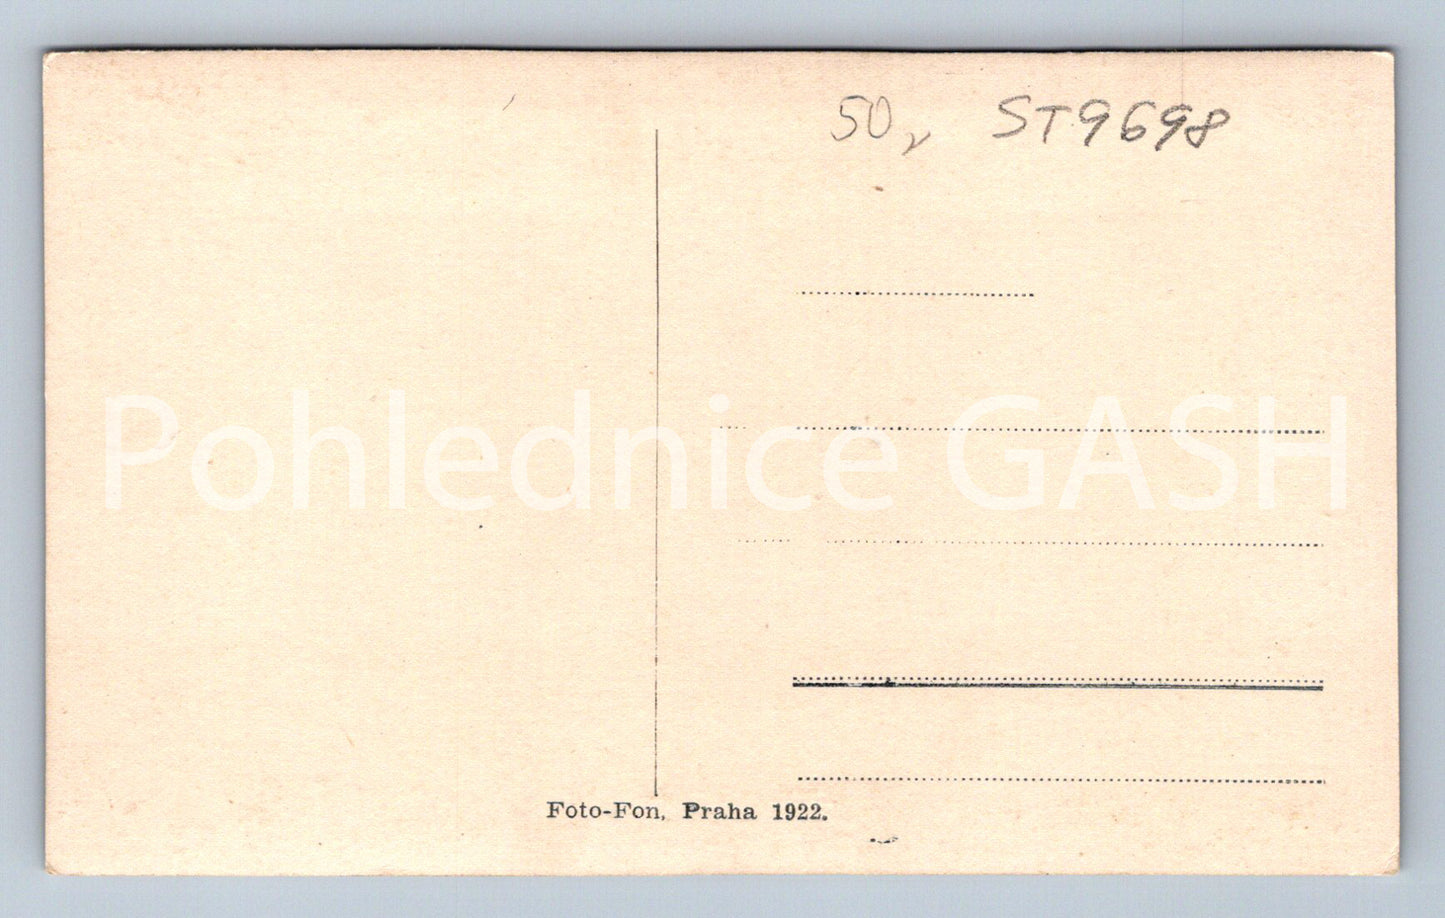 50,- ST9698
Pohlednice GASH
Foto-Fon, Praha 1922.